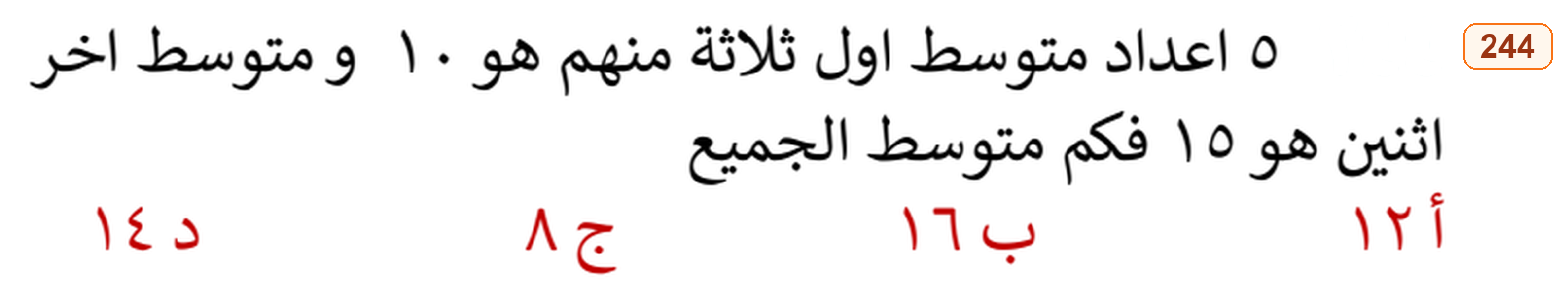 244
٥ اعداد متوسط اول ثلاثة منهم هو ١٠ و متوسط اخر
اثنين هو ١٥ فكم متوسط الجميع
أ ١٢ ب ١٦ ج ٨ د ١٤